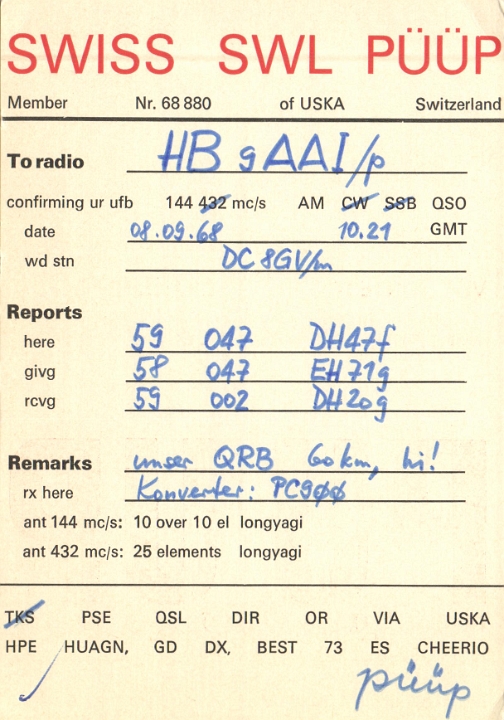 SWISS SWL PÜÜP
Member Nr. 68 880 of USKA Switzerland
To radio HB 9 AAI/p
confirming ur ufb 144 432 mc/s AM CW SSB QSO
date 08.09.68 10.21 GMT
wd stn DC 8GV/m
Reports
here 59 047 DH47f
givg 58 047 EH71g
rcvg 59 002 DH20g
Remarks unser QRB 60 km, hi!
rx here Konverter: PC9ØØ
ant 144 mc/s: 10 over 10 el longyagi
ant 432 mc/s: 25 elements longyagi
TKS PSE QSL DIR OR VIA USKA
HPE HUAGN, GD DX, BEST 73 ES CHEERIO
püüp